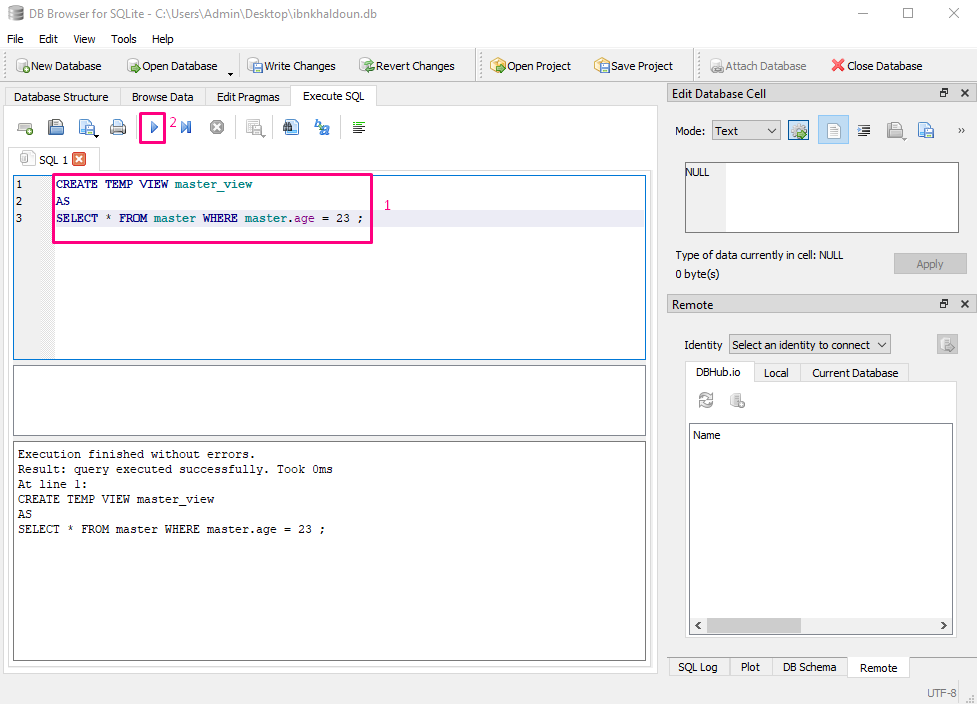 DB Browser for SQLite - C:\Users\Admin\Desktop\ibnkhaldoun.db
File Edit View Tools Help
New Database Open Database Write Changes Revert Changes Open Project Save Project Attach Database Close Database
Database Structure Browse Data Edit Pragmas Execute SQL
2
SQL 1
1 CREATE TEMP VIEW master_view
2 AS
3 SELECT * FROM master WHERE master.age = 23 ;
1
Execution finished without errors.
Result: query executed successfully. Took 0ms
At line 1:
CREATE TEMP VIEW master_view
AS
SELECT * FROM master WHERE master.age = 23 ;
Edit Database Cell
Mode: Text
NULL
Type of data currently in cell: NULL
0 byte(s)
Apply
Remote
Identity Select an identity to connect
DBHub.io Local Current Database
Name
SQL Log Plot DB Schema Remote
UTF-8